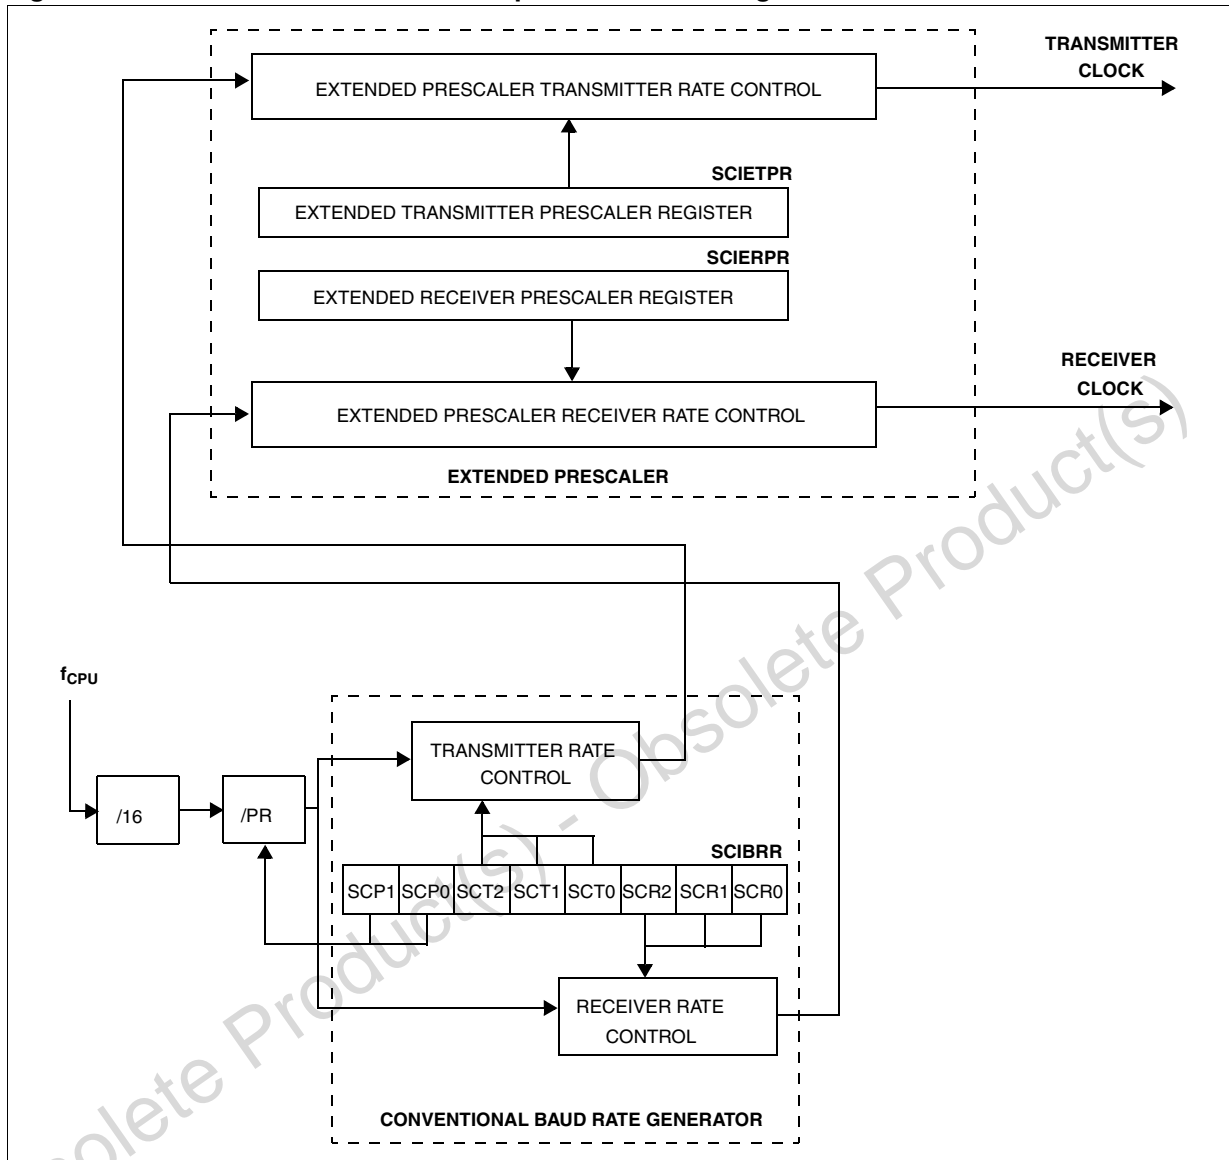 TRANSMITTER
CLOCK
EXTENDED PRESCALER TRANSMITTER RATE CONTROL
SCIETPR
EXTENDED TRANSMITTER PRESCALER REGISTER
SCIERPR
EXTENDED RECEIVER PRESCALER REGISTER
RECEIVER
CLOCK
EXTENDED PRESCALER RECEIVER RATE CONTROL
EXTENDED PRESCALER
fCPU
TRANSMITTER RATE
CONTROL
/16
/PR
SCIBRR
SCP1 SCP0 SCT2 SCT1 SCT0 SCR2 SCR1 SCR0
RECEIVER RATE
CONTROL
CONVENTIONAL BAUD RATE GENERATOR
solete Product(s) - Obsolete Product(s)